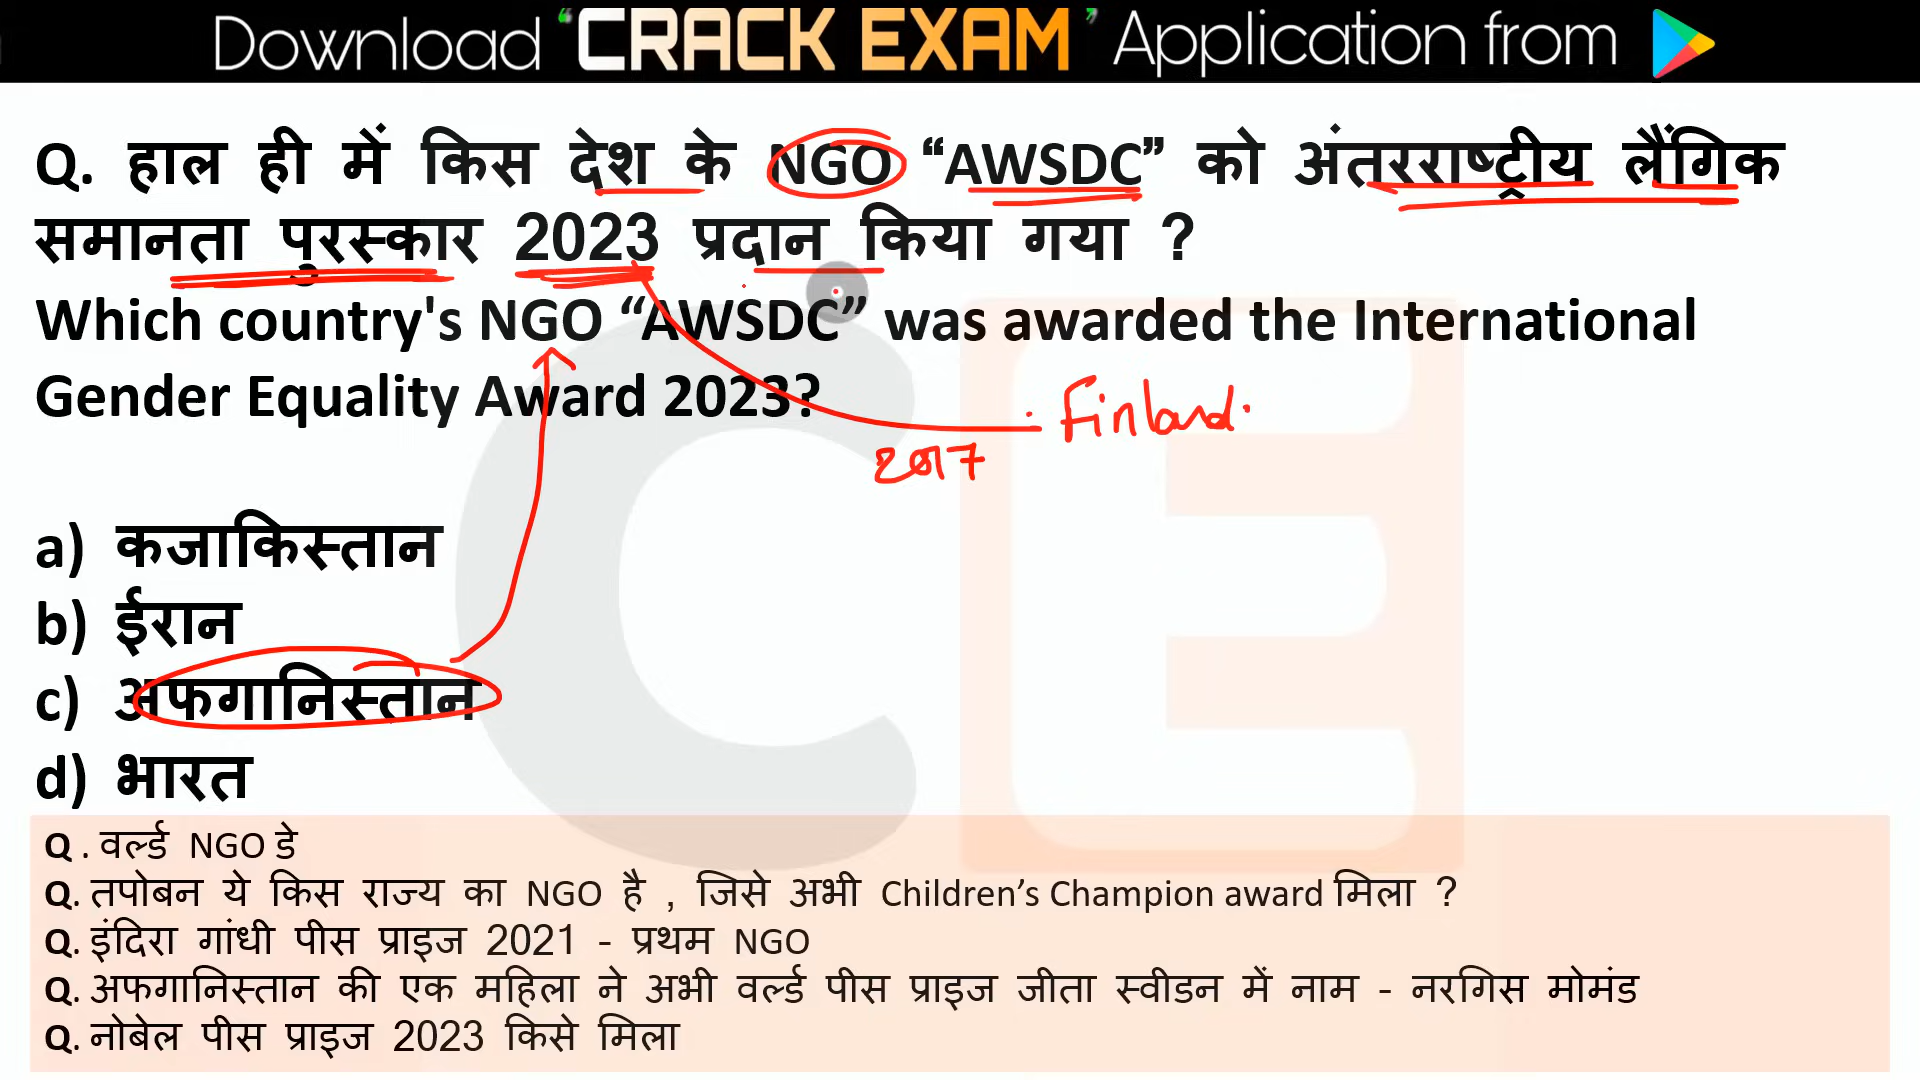 Download ‘CRACK EXAM’ Application from
Q. हाल ही में किस देश के NGO “AWSDC” को अंतरराष्ट्रीय लैंगिक
समानता पुरस्कार 2023 प्रदान किया गया ?
Which country's NGO “AWSDC” was awarded the International
Gender Equality Award 2023?
Finland
2017
a) कजाकिस्तान
b) ईरान
c) अफगानिस्तान
d) भारत
CE
Q . वर्ल्ड NGO डे
Q. तपोबन ये किस राज्य का NGO है , जिसे अभी Children’s Champion award मिला ?
Q. इंदिरा गांधी पीस प्राइज 2021 - प्रथम NGO
Q. अफगानिस्तान की एक महिला ने अभी वर्ल्ड पीस प्राइज जीता स्वीडन में नाम - नरगिस मोमंड
Q. नोबेल पीस प्राइज 2023 किसे मिला